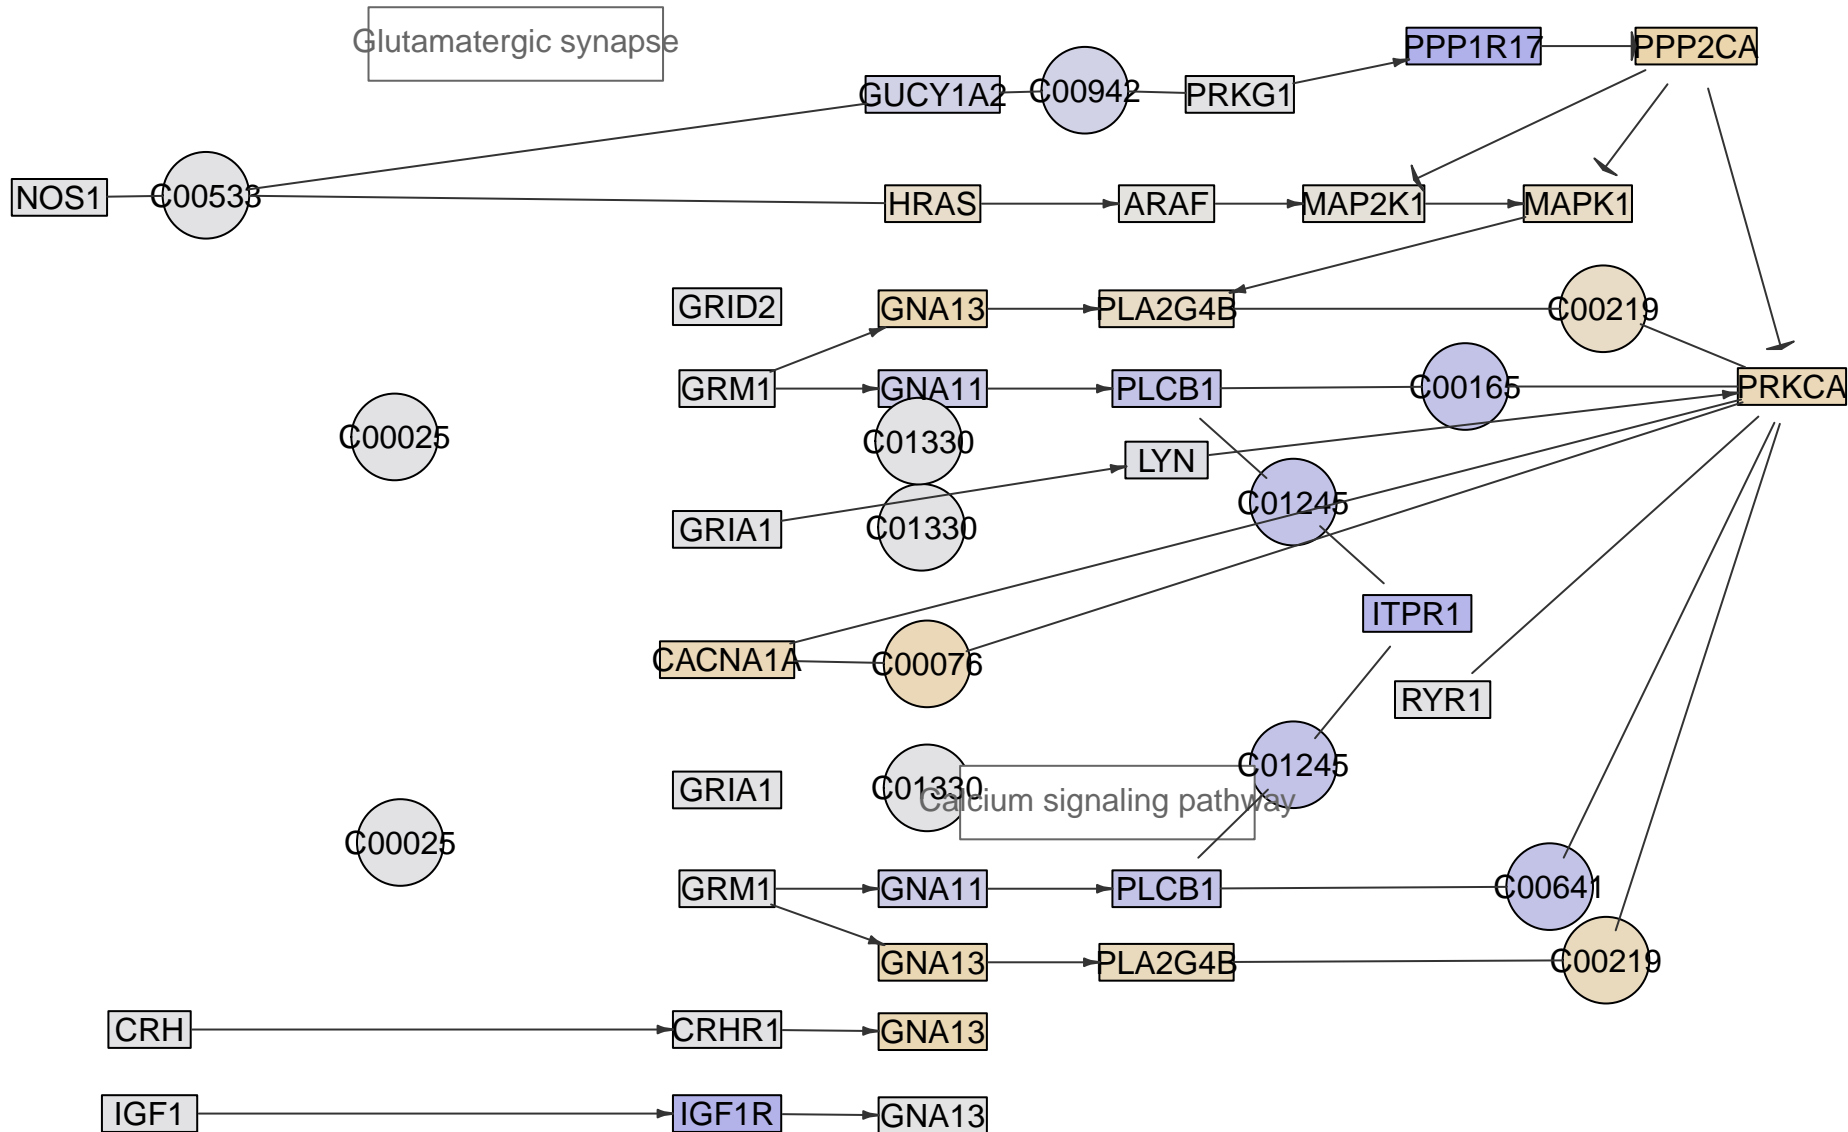 Glutamatergic synapse
PPP1R17
PPP2CA
GUCY1A2
C00942
PRKG1
NOS1
C00533
HRAS
ARAF
MAP2K1
MAPK1
GRID2
GNA13
PLA2G4B
C00219
GRM1
GNA11
PLCB1
C00165
PRKCA
C00025
C01330
LYN
C01245
GRIA1
C01330
ITPR1
CACNA1A
C00076
RYR1
C01245
GRIA1
C01330
Calcium signaling pathway
C00025
GRM1
GNA11
PLCB1
C00641
GNA13
PLA2G4B
C00219
CRH
CRHR1
GNA13
IGF1
IGF1R
GNA13